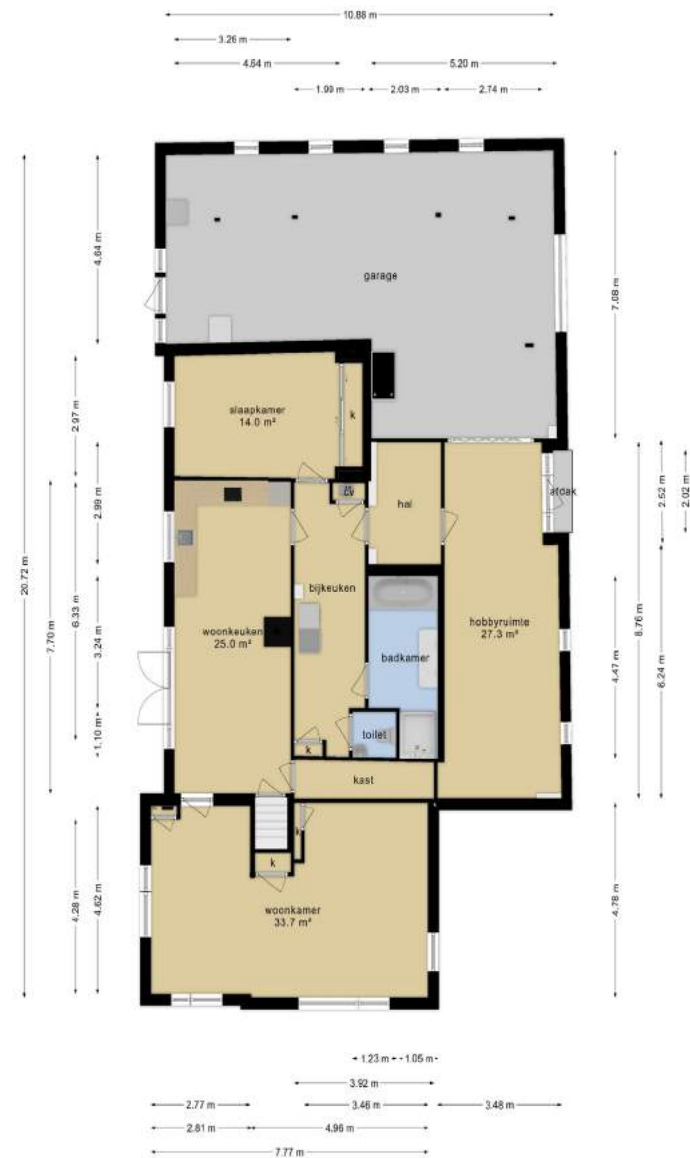 10.88 m
3.26 m
4.64 m
5.20 m
1.99 m
2.03 m
2.74 m
4.64 m
7.08 m
garage
slaapkamer
14.0 m²
k
2.97 m
cv
hal
afdak
2.99 m
2.52 m
2.02 m
20.72 m
7.70 m
8.33 m
3.24 m
bijkeuken
woonkeuken
25.0 m²
badkamer
hobbyruimte
27.3 m²
8.76 m
6.24 m
4.47 m
1.10 m
toilet
k
kast
k
k
woonkamer
33.7 m²
4.28 m
4.62 m
4.78 m
1.23 m
1.05 m
3.92 m
2.77 m
3.46 m
3.48 m
2.81 m
4.96 m
7.77 m